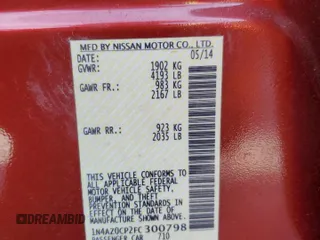 MFD BY NISSAN MOTOR CO., LTD.
DATE: 05/14
GVWR: 1902 KG
4193 LB
GAWR FR.: 983 KG
2167 LB
GAWR RR.: 923 KG
2035 LB
THIS VEHICLE CONFORMS TO
ALL APPLICABLE FEDERAL
MOTOR VEHICLE SAFETY,
BUMPER, AND THEFT
PREVENTION STANDARDS IN
EFFECT ON THE DATE OF
MANUFACTURE SHOWN ABOVE.
1N4AZ0CP2FC300798
PASSENGER CAR 710
DREAMBID